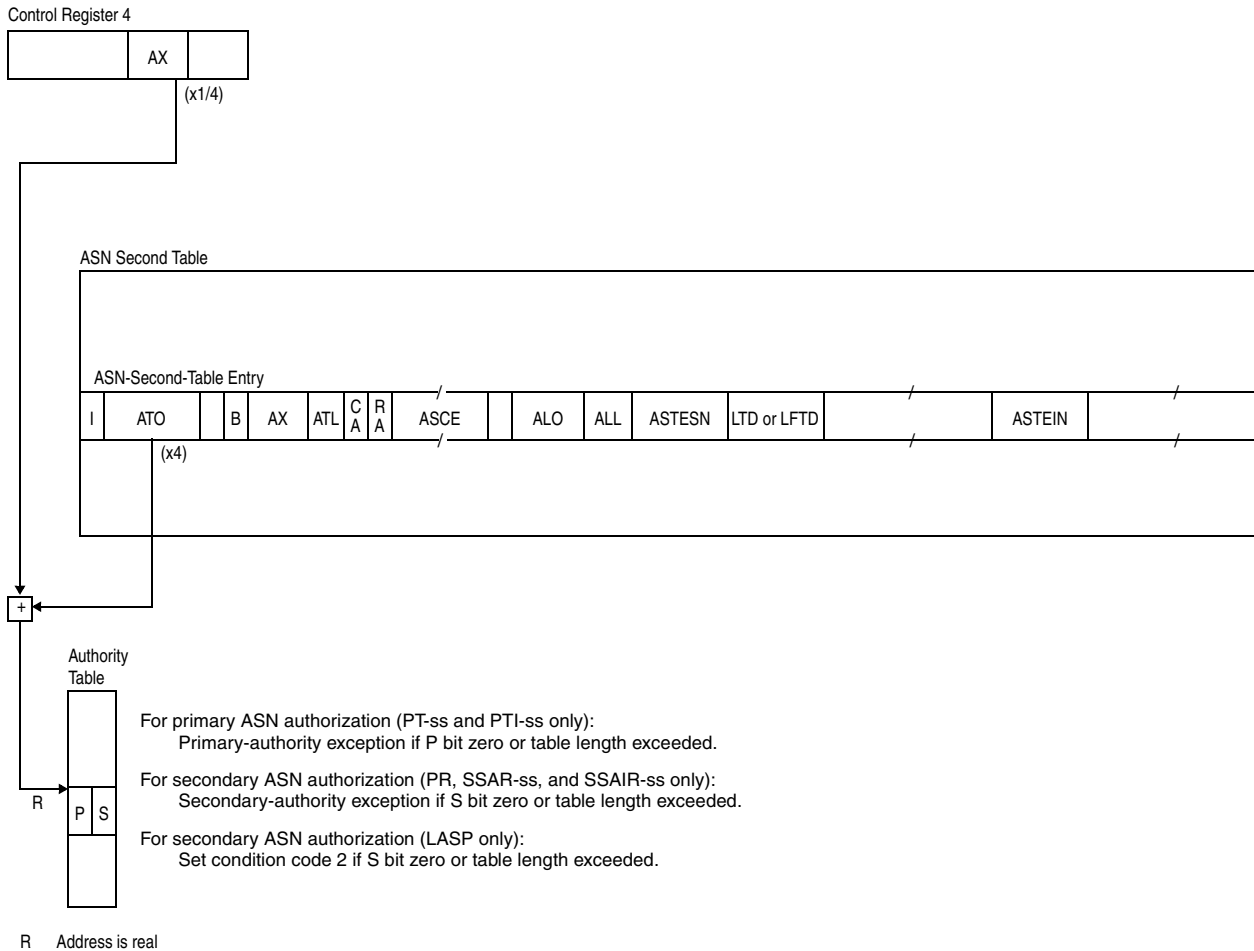 Control Register 4
AX
(x1/4)
ASN Second Table
ASN-Second-Table Entry
I ATO B AX ATL CA RA ASCE ALO ALL ASTESN LTD or LFTD ASTEIN
(x4)
+
Authority
Table
For primary ASN authorization (PT-ss and PTI-ss only):
Primary-authority exception if P bit zero or table length exceeded.
For secondary ASN authorization (PR, SSAR-ss, and SSAIR-ss only):
Secondary-authority exception if S bit zero or table length exceeded.
R
P S
For secondary ASN authorization (LASP only):
Set condition code 2 if S bit zero or table length exceeded.
R Address is real